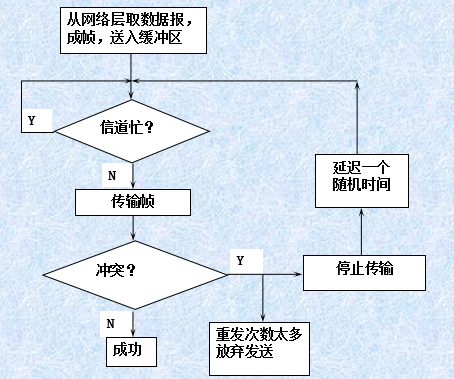 从网络层取数据报，
成帧，送入缓冲区
Y
信道忙？
N
传输帧
延迟一个
随机时间
冲突？
Y
停止传输
N
成功
重发次数太多
放弃发送